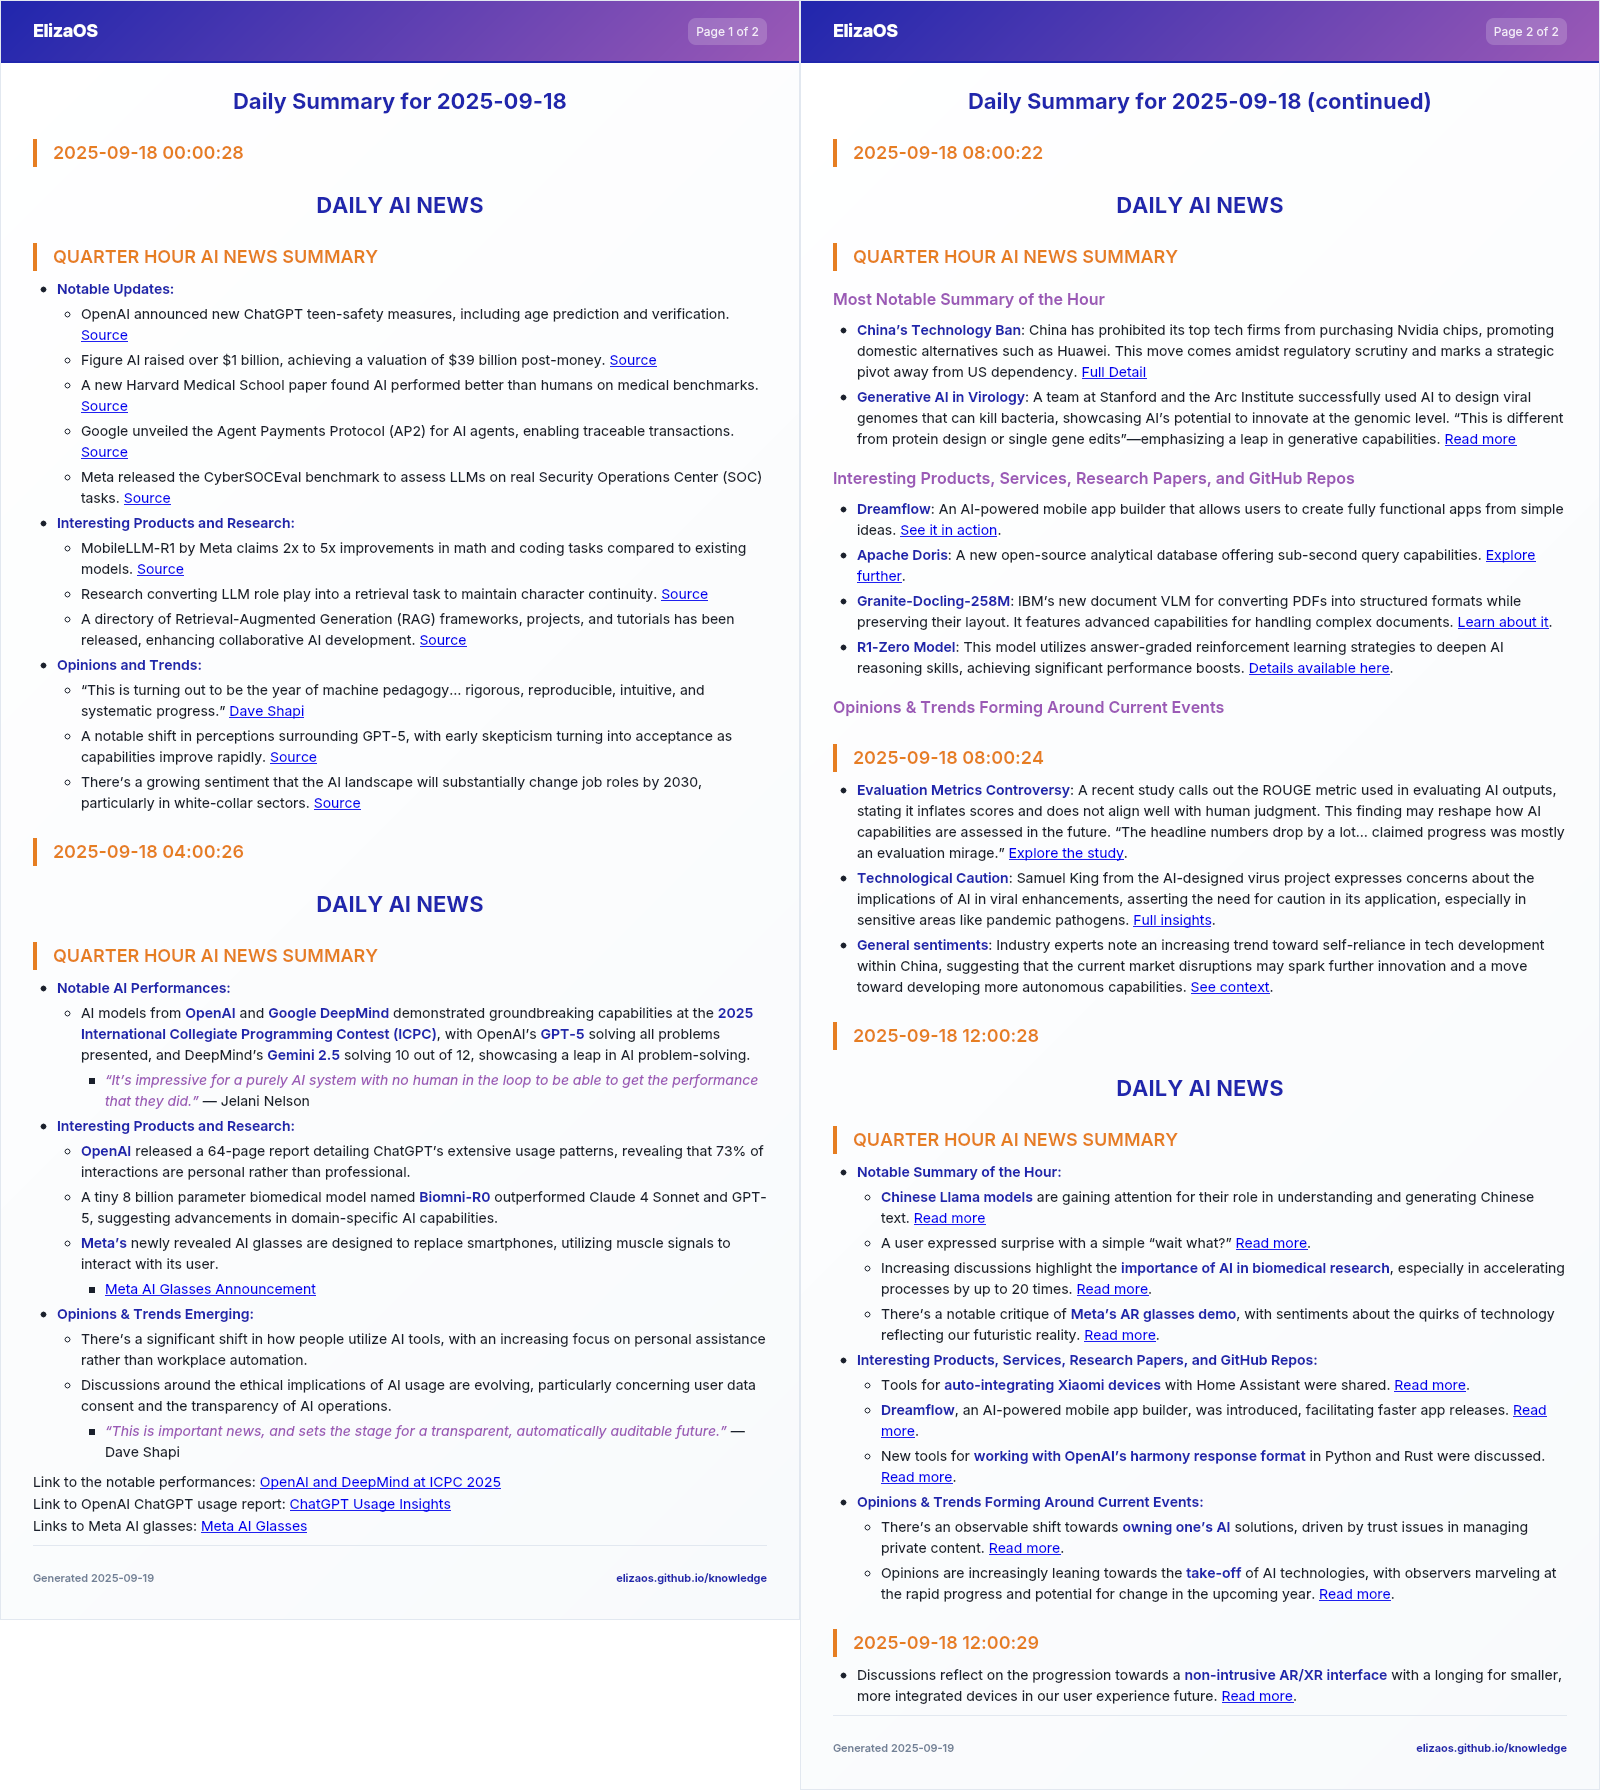 ElizaOS
Page 1 of 2
Daily Summary for 2025-09-18
2025-09-18 00:00:28
DAILY AI NEWS
QUARTER HOUR AI NEWS SUMMARY
Notable Updates:
OpenAI announced new ChatGPT teen-safety measures, including age prediction and verification.
Source
Figure AI raised over $1 billion, achieving a valuation of $39 billion post-money. Source
A new Harvard Medical School paper found AI performed better than humans on medical benchmarks.
Source
Google unveiled the Agent Payments Protocol (AP2) for AI agents, enabling traceable transactions.
Source
Meta released the CyberSOCEval benchmark to assess LLMs on real Security Operations Center (SOC)
tasks. Source
Interesting Products and Research:
MobileLLM-R1 by Meta claims 2x to 5x improvements in math and coding tasks compared to existing
models. Source
Research converting LLM role play into a retrieval task to maintain character continuity. Source
A directory of Retrieval-Augmented Generation (RAG) frameworks, projects, and tutorials has been
released, enhancing collaborative AI development. Source
Opinions and Trends:
“This is turning out to be the year of machine pedagogy… rigorous, reproducible, intuitive, and
systematic progress.” Dave Shapi
A notable shift in perceptions surrounding GPT-5, with early skepticism turning into acceptance as
capabilities improve rapidly. Source
There’s a growing sentiment that the AI landscape will substantially change job roles by 2030,
particularly in white-collar sectors. Source
2025-09-18 04:00:26
DAILY AI NEWS
QUARTER HOUR AI NEWS SUMMARY
Notable AI Performances:
AI models from OpenAI and Google DeepMind demonstrated groundbreaking capabilities at the 2025
International Collegiate Programming Contest (ICPC), with OpenAI’s GPT-5 solving all problems
presented, and DeepMind’s Gemini 2.5 solving 10 out of 12, showcasing a leap in AI problem-solving.
“It’s impressive for a purely AI system with no human in the loop to be able to get the performance
that they did.” — Jelani Nelson
Interesting Products and Research:
OpenAI released a 64-page report detailing ChatGPT’s extensive usage patterns, revealing that 73% of
interactions are personal rather than professional.
A tiny 8 billion parameter biomedical model named Biomni-R0 outperformed Claude 4 Sonnet and GPT-
5, suggesting advancements in domain-specific AI capabilities.
Meta’s newly revealed AI glasses are designed to replace smartphones, utilizing muscle signals to
interact with its user.
Meta AI Glasses Announcement
Opinions & Trends Emerging:
There’s a significant shift in how people utilize AI tools, with an increasing focus on personal assistance
rather than workplace automation.
Discussions around the ethical implications of AI usage are evolving, particularly concerning user data
consent and the transparency of AI operations.
“This is important news, and sets the stage for a transparent, automatically auditable future.” —
Dave Shapi
Link to the notable performances: OpenAI and DeepMind at ICPC 2025
Link to OpenAI ChatGPT usage report: ChatGPT Usage Insights
Links to Meta AI glasses: Meta AI Glasses
Generated 2025-09-19
elizaos.github.io/knowledge
ElizaOS
Page 2 of 2
Daily Summary for 2025-09-18 (continued)
2025-09-18 08:00:22
DAILY AI NEWS
QUARTER HOUR AI NEWS SUMMARY
Most Notable Summary of the Hour
China’s Technology Ban: China has prohibited its top tech firms from purchasing Nvidia chips, promoting
domestic alternatives such as Huawei. This move comes amidst regulatory scrutiny and marks a strategic
pivot away from US dependency. Full Detail
Generative AI in Virology: A team at Stanford and the Arc Institute successfully used AI to design viral
genomes that can kill bacteria, showcasing AI’s potential to innovate at the genomic level. “This is different
from protein design or single gene edits”—emphasizing a leap in generative capabilities. Read more
Interesting Products, Services, Research Papers, and GitHub Repos
Dreamflow: An AI-powered mobile app builder that allows users to create fully functional apps from simple
ideas. See it in action.
Apache Doris: A new open-source analytical database offering sub-second query capabilities. Explore
further.
Granite-Docling-258M: IBM’s new document VLM for converting PDFs into structured formats while
preserving their layout. It features advanced capabilities for handling complex documents. Learn about it.
R1-Zero Model: This model utilizes answer-graded reinforcement learning strategies to deepen AI
reasoning skills, achieving significant performance boosts. Details available here.
Opinions & Trends Forming Around Current Events
2025-09-18 08:00:24
Evaluation Metrics Controversy: A recent study calls out the ROUGE metric used in evaluating AI outputs,
stating it inflates scores and does not align well with human judgment. This finding may reshape how AI
capabilities are assessed in the future. “The headline numbers drop by a lot… claimed progress was mostly
an evaluation mirage.” Explore the study.
Technological Caution: Samuel King from the AI-designed virus project expresses concerns about the
implications of AI in viral enhancements, asserting the need for caution in its application, especially in
sensitive areas like pandemic pathogens. Full insights.
General sentiments: Industry experts note an increasing trend toward self-reliance in tech development
within China, suggesting that the current market disruptions may spark further innovation and a move
toward developing more autonomous capabilities. See context.
2025-09-18 12:00:28
DAILY AI NEWS
QUARTER HOUR AI NEWS SUMMARY
Notable Summary of the Hour:
Chinese Llama models are gaining attention for their role in understanding and generating Chinese
text. Read more
A user expressed surprise with a simple “wait what?” Read more.
Increasing discussions highlight the importance of AI in biomedical research, especially in accelerating
processes by up to 20 times. Read more.
There’s a notable critique of Meta’s AR glasses demo, with sentiments about the quirks of technology
reflecting our futuristic reality. Read more.
Interesting Products, Services, Research Papers, and GitHub Repos:
Tools for auto-integrating Xiaomi devices with Home Assistant were shared. Read more.
Dreamflow, an AI-powered mobile app builder, was introduced, facilitating faster app releases. Read
more.
New tools for working with OpenAI’s harmony response format in Python and Rust were discussed.
Read more.
Opinions & Trends Forming Around Current Events:
There’s an observable shift towards owning one’s AI solutions, driven by trust issues in managing
private content. Read more.
Opinions are increasingly leaning towards the take-off of AI technologies, with observers marveling at
the rapid progress and potential for change in the upcoming year. Read more.
2025-09-18 12:00:29
Discussions reflect on the progression towards a non-intrusive AR/XR interface with a longing for smaller,
more integrated devices in our user experience future. Read more.
Generated 2025-09-19
elizaos.github.io/knowledge